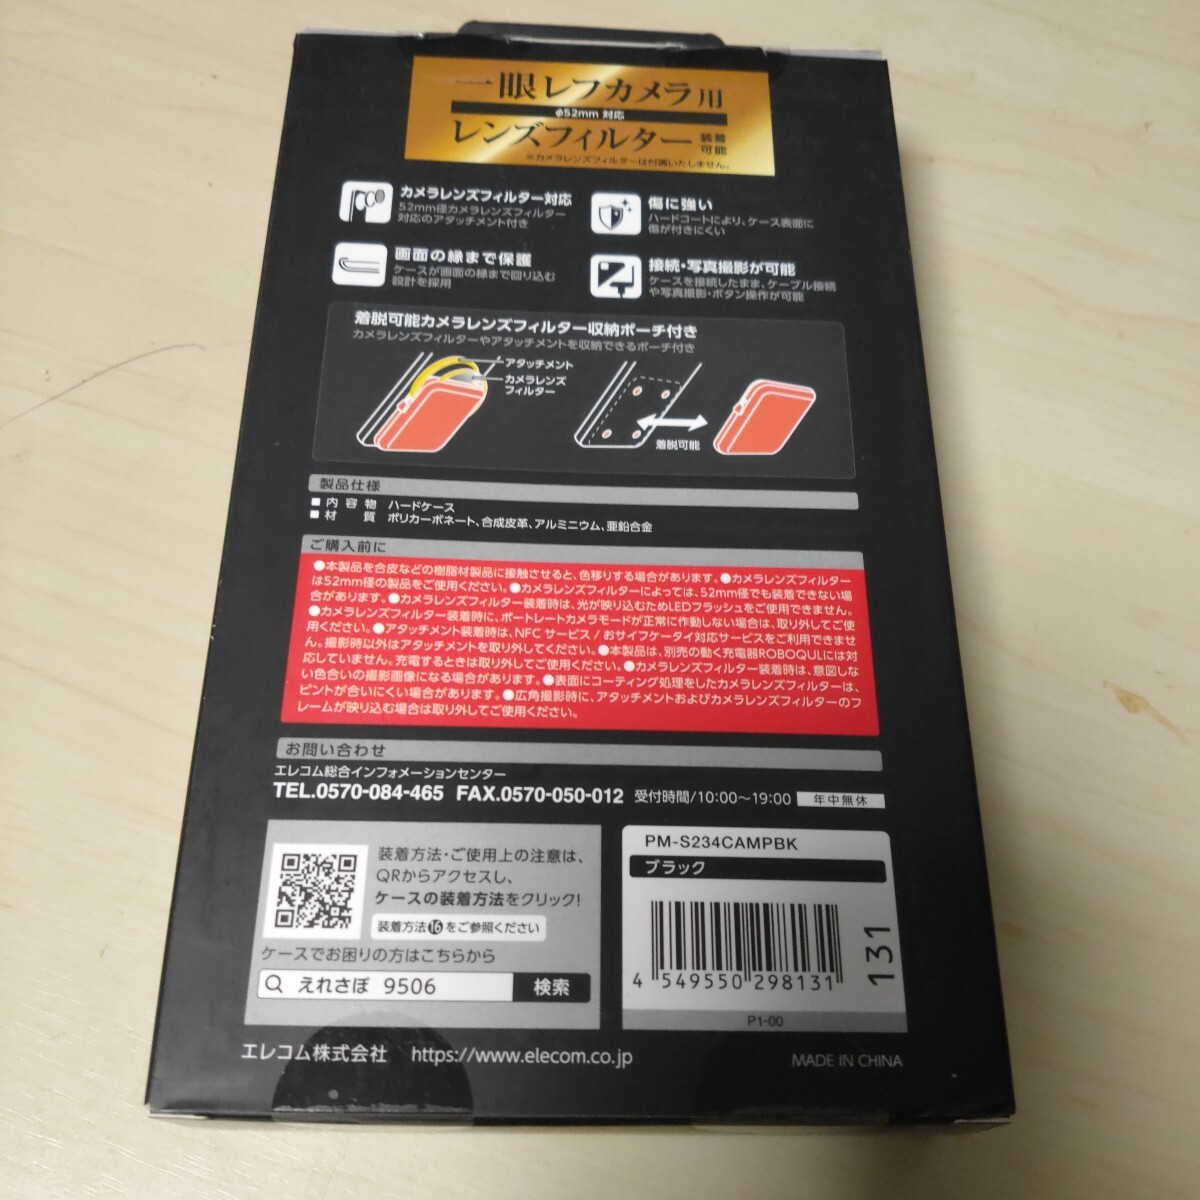 一眼レフカメラ用
φ52mm 対応
レンズフィルター 装着可能
※カメラレンズフィルターは付属いたしません。
カメラレンズフィルター対応
52mm径カメラレンズフィルター
対応のアタッチメント付き
傷に強い
ハードコートにより、ケース表面に
傷が付きにくい
画面の縁まで保護
ケースが画面の縁まで回り込む
設計を採用
接続・写真撮影が可能
ケースを接続したまま、ケーブル接続
や写真撮影・ボタン操作が可能
着脱可能カメラレンズフィルター収納ポーチ付き
カメラレンズフィルターやアタッチメントを収納できるポーチ付き
アタッチメント
カメラレンズ
フィルター
着脱可能
製品仕様
■内容物 ハードケース
■材質 ポリカーボネート、合成皮革、アルミニウム、亜鉛合金
ご購入前に
●本製品を合皮などの樹脂材製品に接触させると、色移りする場合があります。●カメラレンズフィルター
は52mm径の製品をご使用ください。●カメラレンズフィルターによっては、52mm径でも装着できない場
合があります。●カメラレンズフィルター装着時は、光が映り込むためLEDフラッシュをご使用できません。
●カメラレンズフィルター装着時に、ポートレートカメラモードが正常に作動しない場合は、取り外してご使
用ください。●アタッチメント装着時は、NFC サービス / おサイフケータイ対応サービスをご利用できませ
ん。撮影時以外はアタッチメントを取り外してください。●本製品は、別売の働く充電器ROBOQULには対
応していません。充電するときは取り外してご使用ください。●カメラレンズフィルター装着時は、意図しな
い色合いの撮影画像になる場合があります。●表面にコーティング処理をしたカメラレンズフィルターは、
ピントが合いにくい場合があります。●広角撮影時に、アタッチメントおよびカメラレンズフィルターのフ
レームが映り込む場合は取り外してご使用ください。
お問い合わせ
エレコム総合インフォメーションセンター
TEL.0570-084-465 FAX.0570-050-012 受付時間/10:00〜19:00 年中無休
装着方法・ご使用上の注意は、
QRからアクセスし、
ケースの装着方法をクリック!
装着方法⑯をご参照ください
ケースでお困りの方はこちらから
えれさぽ 9506 検索
PM-S234CAMPBK
ブラック
4 549550 298131
131
P1-00
エレコム株式会社 https://www.elecom.co.jp
MADE IN CHINA